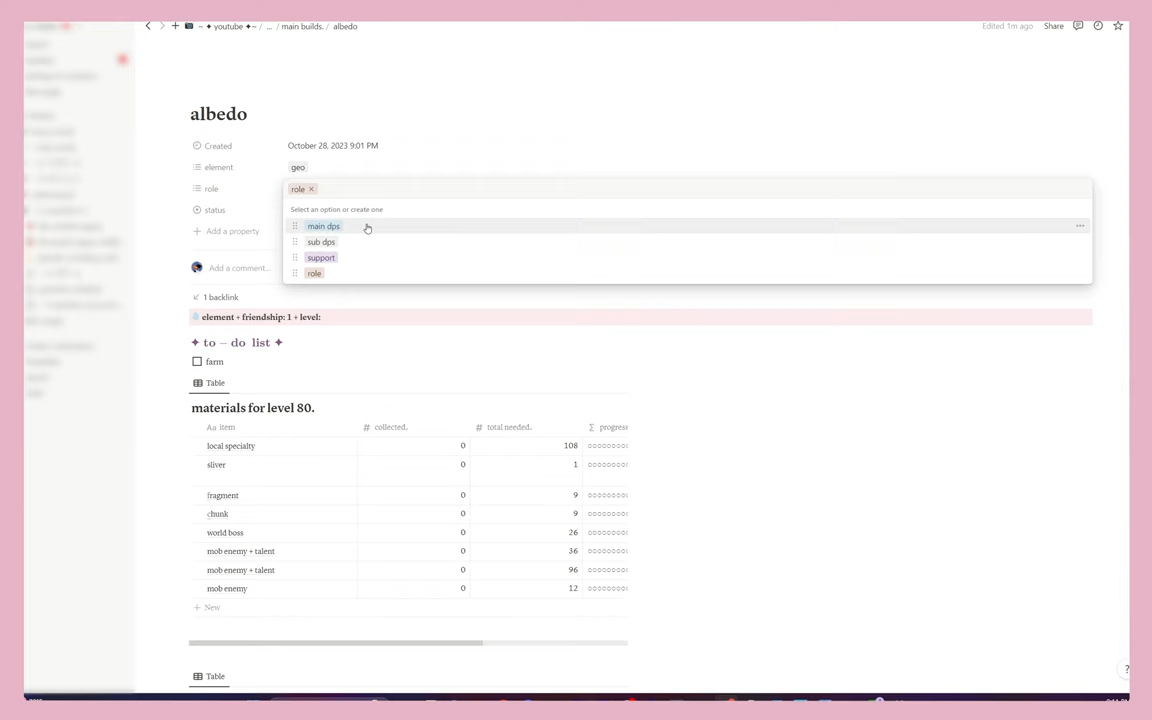 ~ ✦ youtube ✦~ / ... / main builds. / albedo
Edited 1m ago Share
albedo
Created October 28, 2023 9:01 PM
element geo
role role ×
Select an option or create one
status
main dps
+ Add a property
sub dps
support
Add a comment...
role
1 backlink
element + friendship: 1 + level:
✦ to – do list ✦
farm
Table
materials for level 80.
Aa item # collected. # total needed. Σ progress
local specialty 0 108 ○○○○○○○○
sliver 0 1 ○○○○○○○○
fragment 0 9 ○○○○○○○○
chunk 0 9 ○○○○○○○○
world boss 0 26 ○○○○○○○○
mob enemy + talent 0 36 ○○○○○○○○
mob enemy + talent 0 96 ○○○○○○○○
mob enemy 0 12 ○○○○○○○○
+ New
Table
?